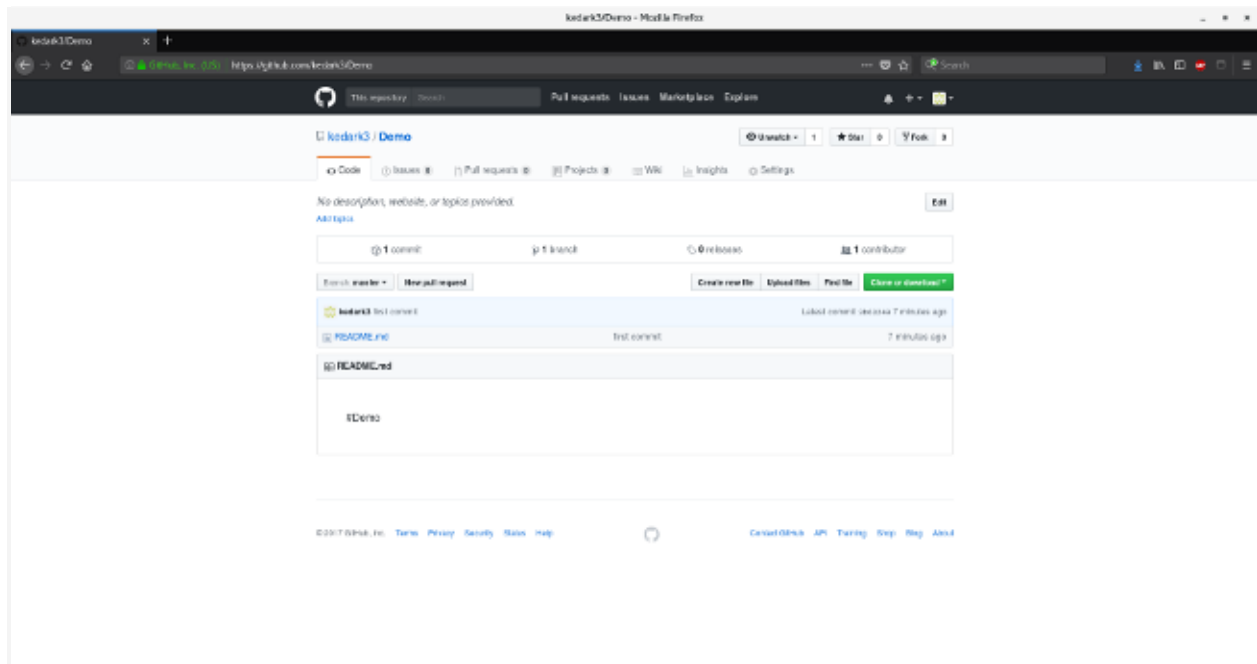 kedark3/Demo - Mozilla Firefox
kedark3/Demo
GitHub, Inc. (US) https://github.com/kedark3/Demo Search
This repository Search Pull requests Issues Marketplace Explore
kedark3 / Demo Unwatch 1 Star 0 Fork 0
Code Issues 0 Pull requests 0 Projects 0 Wiki Insights Settings
No description, website, or topics provided. Edit
Add topics
1 commit 1 branch 0 releases 1 contributor
Branch: master New pull request Create new file Upload files Find file Clone or download
kedark3 first commit Latest commit 7 minutes ago
README.md first commit 7 minutes ago
README.md
#Demo
© 2017 GitHub, Inc. Terms Privacy Security Status Help Contact GitHub API Training Shop Blog About